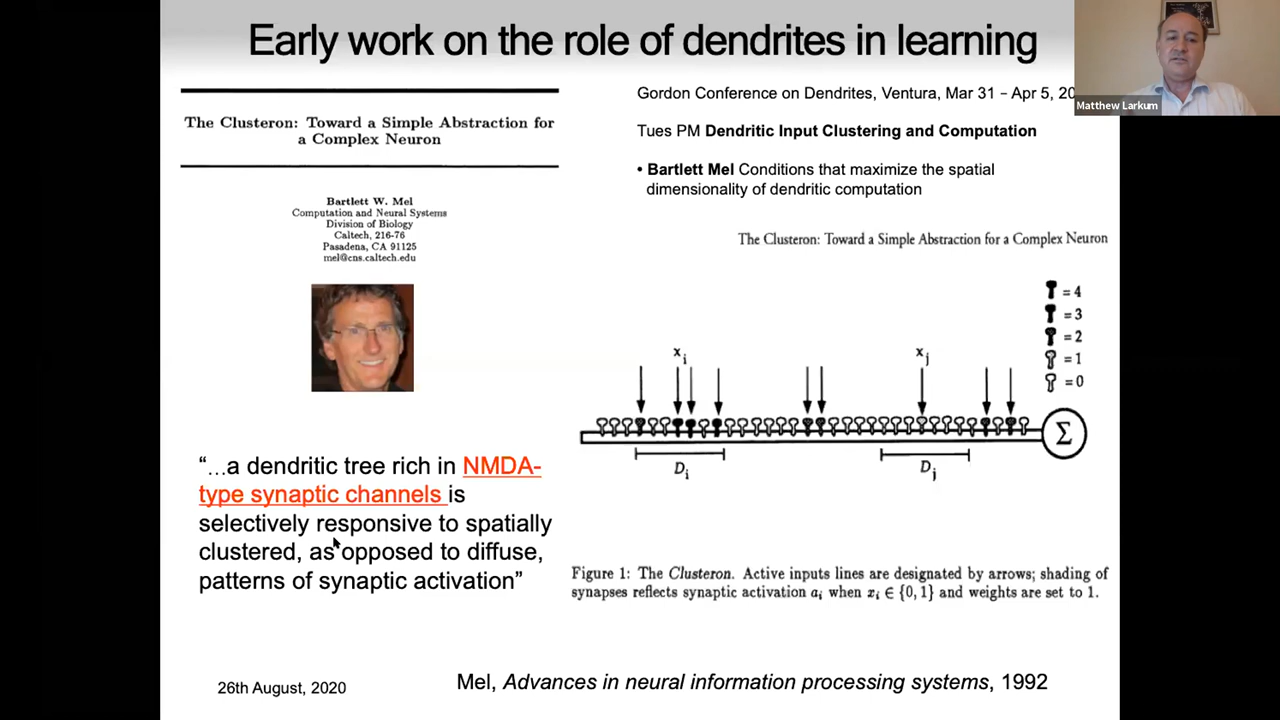 Early work on the role of dendrites in learning
Matthew Larkum
The Clusteron: Toward a Simple Abstraction for
a Complex Neuron
Bartlett W. Mel
Computation and Neural Systems
Division of Biology
Caltech, 216-76
Pasadena, CA 91125
mel@cns.caltech.edu
“...a dendritic tree rich in NMDA-
type synaptic channels is
selectively responsive to spatially
clustered, as opposed to diffuse,
patterns of synaptic activation”
Gordon Conference on Dendrites, Ventura, Mar 31 – Apr 5, 20
Tues PM Dendritic Input Clustering and Computation
• Bartlett Mel Conditions that maximize the spatial
dimensionality of dendritic computation
The Clusteron: Toward a Simple Abstraction for a Complex Neuron
= 4
= 3
= 2
= 1
= 0
xi
xj
Σ
Di
Dj
Figure 1: The Clusteron. Active inputs lines are designated by arrows; shading of
synapses reflects synaptic activation ai when xi ∈ {0, 1} and weights are set to 1.
26th August, 2020
Mel, Advances in neural information processing systems, 1992